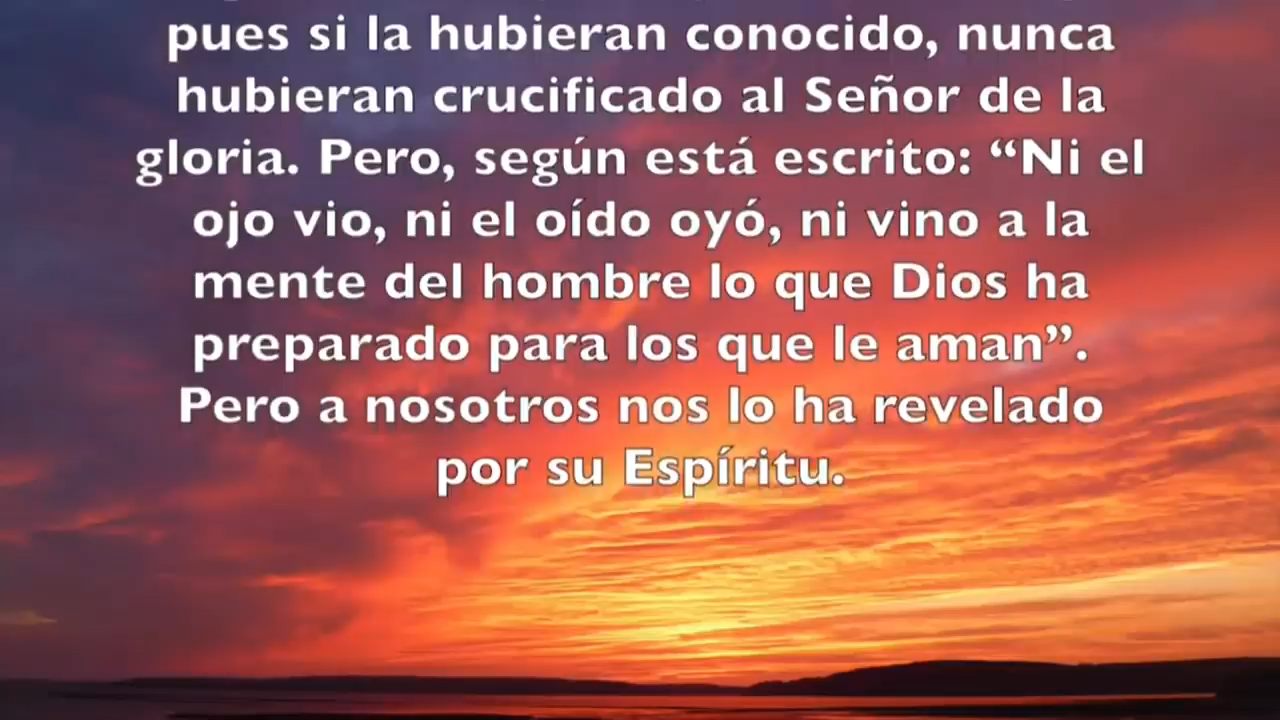 pues si la hubieran conocido, nunca
hubieran crucificado al Señor de la
gloria. Pero, según está escrito: “Ni el
ojo vio, ni el oído oyó, ni vino a la
mente del hombre lo que Dios ha
preparado para los que le aman”.
Pero a nosotros nos lo ha revelado
por su Espíritu.